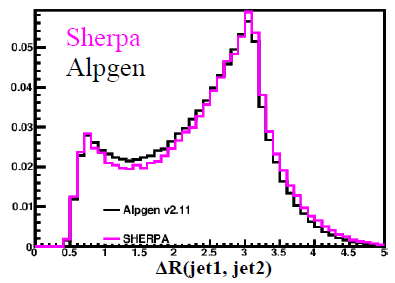 Sherpa
Alpgen
0.05
0.04
0.03
0.02
0.01
0
Alpgen v2.11
SHERPA
0 0.5 1 1.5 2 2.5 3 3.5 4 4.5 5
ΔR(jet1, jet2)